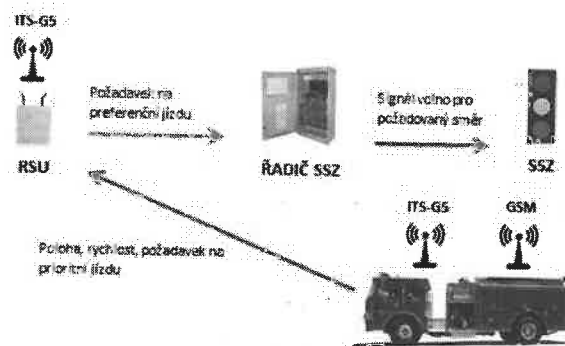 ITS-G5
Požadavek na
preferenční jízdu
Signál volno pro
požadovaný směr
RSU
ŘADIČ SSZ
SSZ
ITS-G5
GSM
Poloha, rychlost, požadavek na
prioritní jízdu